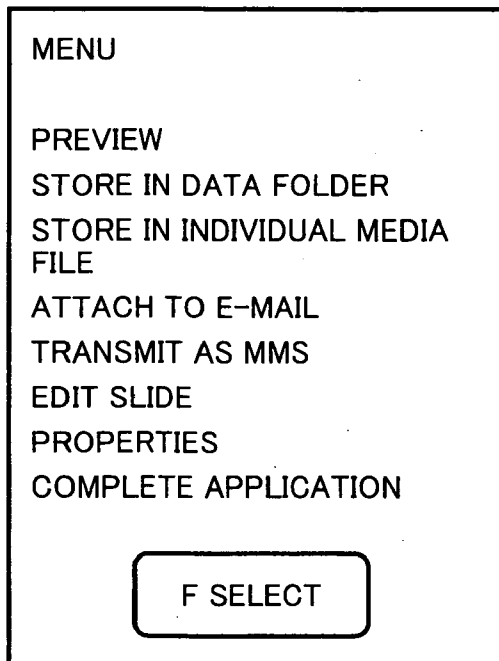 MENU
PREVIEW
STORE IN DATA FOLDER
STORE IN INDIVIDUAL MEDIA
FILE
ATTACH TO E-MAIL
TRANSMIT AS MMS
EDIT SLIDE
PROPERTIES
COMPLETE APPLICATION
F SELECT